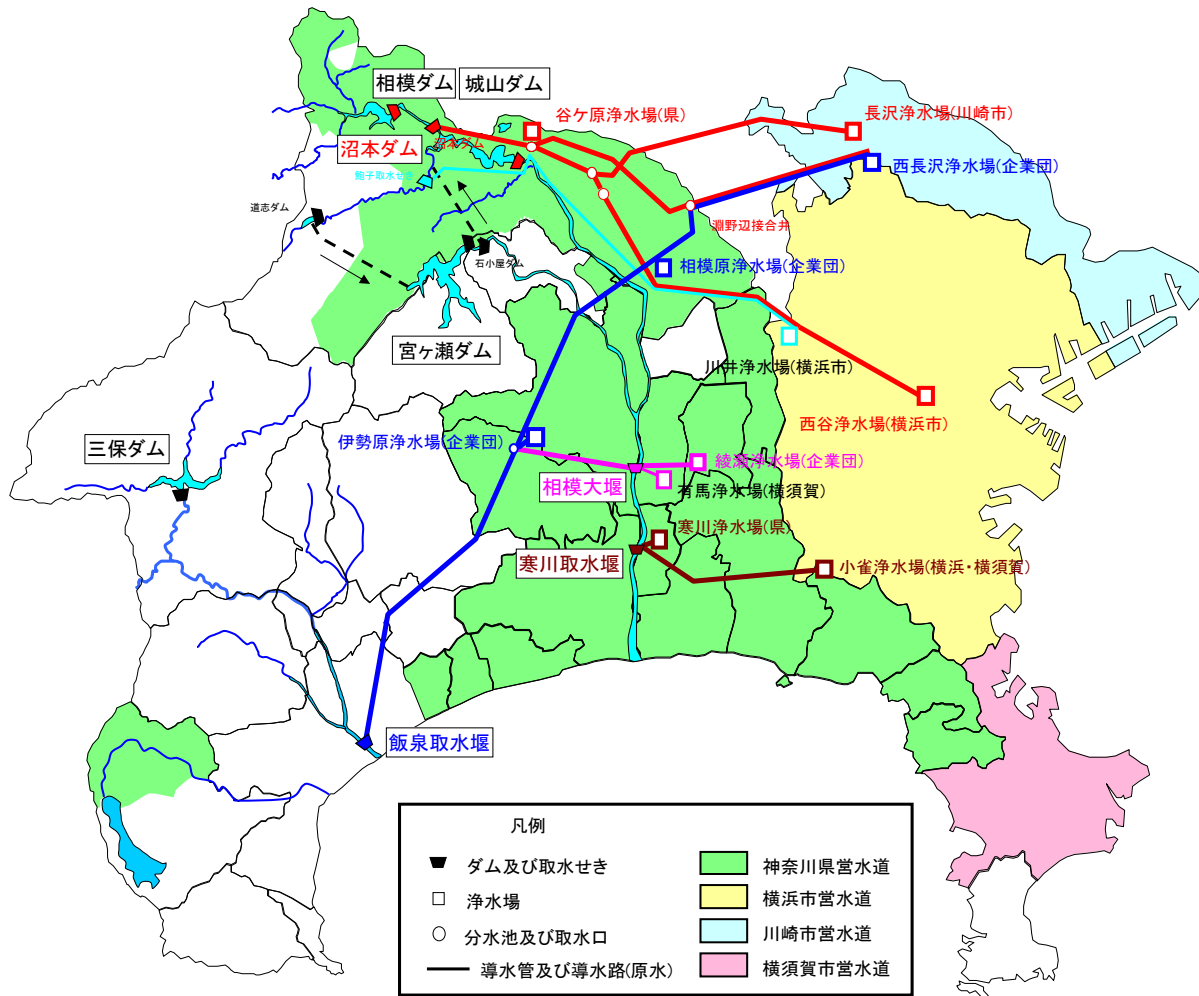 相模ダム
城山ダム
谷ケ原浄水場(県)
長沢浄水場(川崎市)
沼本ダム
沼本ダム
西長沢浄水場(企業団)
鮑子取水せき
道志ダム
淵野辺接合井
石小屋ダム
相模原浄水場(企業団)
宮ヶ瀬ダム
川井浄水場(横浜市)
西谷浄水場(横浜市)
伊勢原浄水場(企業団)
三保ダム
綾瀬浄水場(企業団)
相模大堰
有馬浄水場(横須賀)
寒川浄水場(県)
寒川取水堰
小雀浄水場(横浜・横須賀)
飯泉取水堰
凡例
ダム及び取水せき
浄水場
分水池及び取水口
導水管及び導水路(原水)
神奈川県営水道
横浜市営水道
川崎市営水道
横須賀市営水道